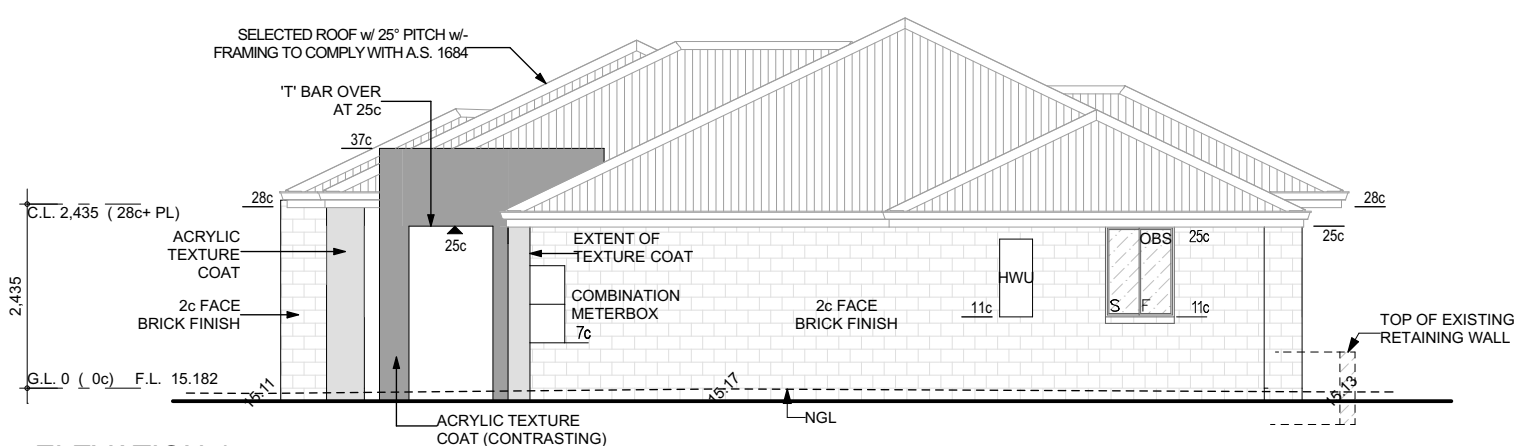 SELECTED ROOF w/ 25° PITCH w/-
FRAMING TO COMPLY WITH A.S. 1684
'T' BAR OVER
AT 25c
37c
28c
C.L. 2,435 ( 28c+ PL)
28c
25c
ACRYLIC
TEXTURE
COAT
25c
EXTENT OF
TEXTURE COAT
OBS
25c
HWU
2,435
2c FACE
BRICK FINISH
COMBINATION
METERBOX
7c
2c FACE
BRICK FINISH
11c
S F
11c
TOP OF EXISTING
RETAINING WALL
G.L. 0 ( 0c) F.L. 15.182
15.11
15.17
15.13
NGL
ACRYLIC TEXTURE
COAT (CONTRASTING)